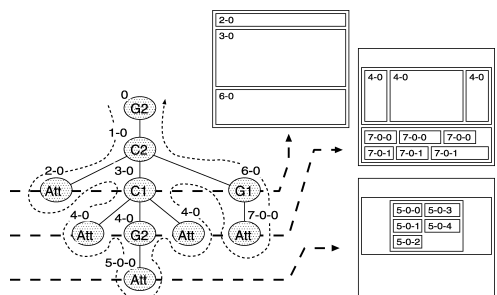 2-0
3-0
6-0
4-0 4-0 4-0
7-0-0 7-0-0 7-0-0
7-0-1 7-0-1 7-0-1
5-0-0 5-0-3
5-0-1 5-0-4
5-0-2
0
G2
1-0
C2
2-0 3-0 6-0
Att C1 G1
4-0 4-0 4-0 7-0-0
Att G2 Att Att
5-0-0
Att